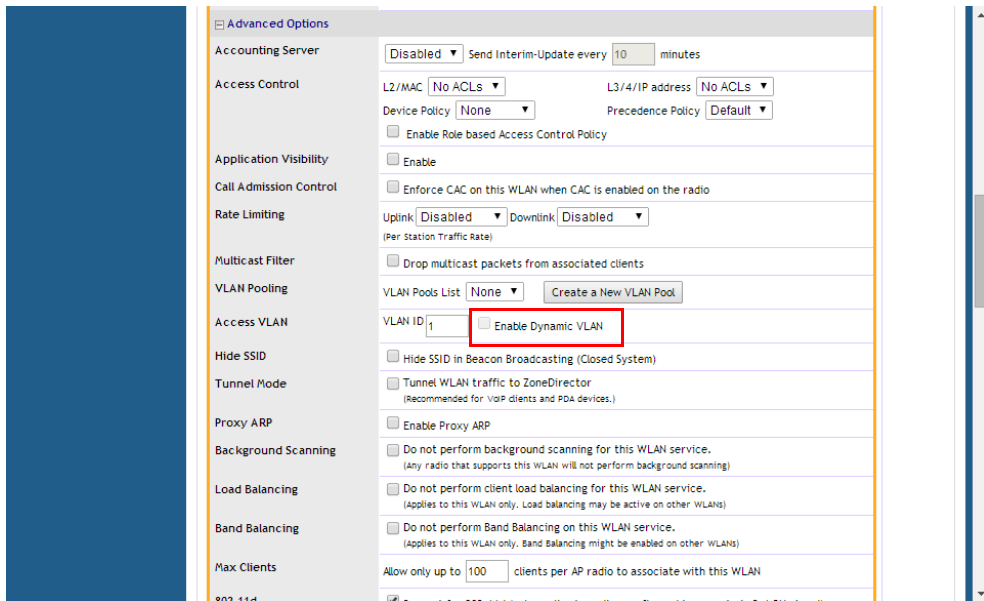 Advanced Options
Accounting Server
Disabled Send Interim-Update every 10 minutes
Access Control
L2/MAC No ACLs L3/4/IP address No ACLs
Device Policy None Precedence Policy Default
Enable Role based Access Control Policy
Application Visibility
Enable
Call Admission Control
Enforce CAC on this WLAN when CAC is enabled on the radio
Rate Limiting
Uplink Disabled Downlink Disabled
(Per Station Traffic Rate)
Multicast Filter
Drop multicast packets from associated clients
VLAN Pooling
VLAN Pools List None Create a New VLAN Pool
Access VLAN
VLAN ID 1 Enable Dynamic VLAN
Hide SSID
Hide SSID in Beacon Broadcasting (Closed System)
Tunnel Mode
Tunnel WLAN traffic to ZoneDirector
(Recommended for VoIP clients and PDA devices.)
Proxy ARP
Enable Proxy ARP
Background Scanning
Do not perform background scanning for this WLAN service.
(Any radio that supports this WLAN will not perform background scanning)
Load Balancing
Do not perform client load balancing for this WLAN service.
(Applies to this WLAN only. Load balancing may be active on other WLANs)
Band Balancing
Do not perform Band Balancing on this WLAN service.
(Applies to this WLAN only. Band Balancing might be enabled on other WLANs)
Max Clients
Allow only up to 100 clients per AP radio to associate with this WLAN
802.11d